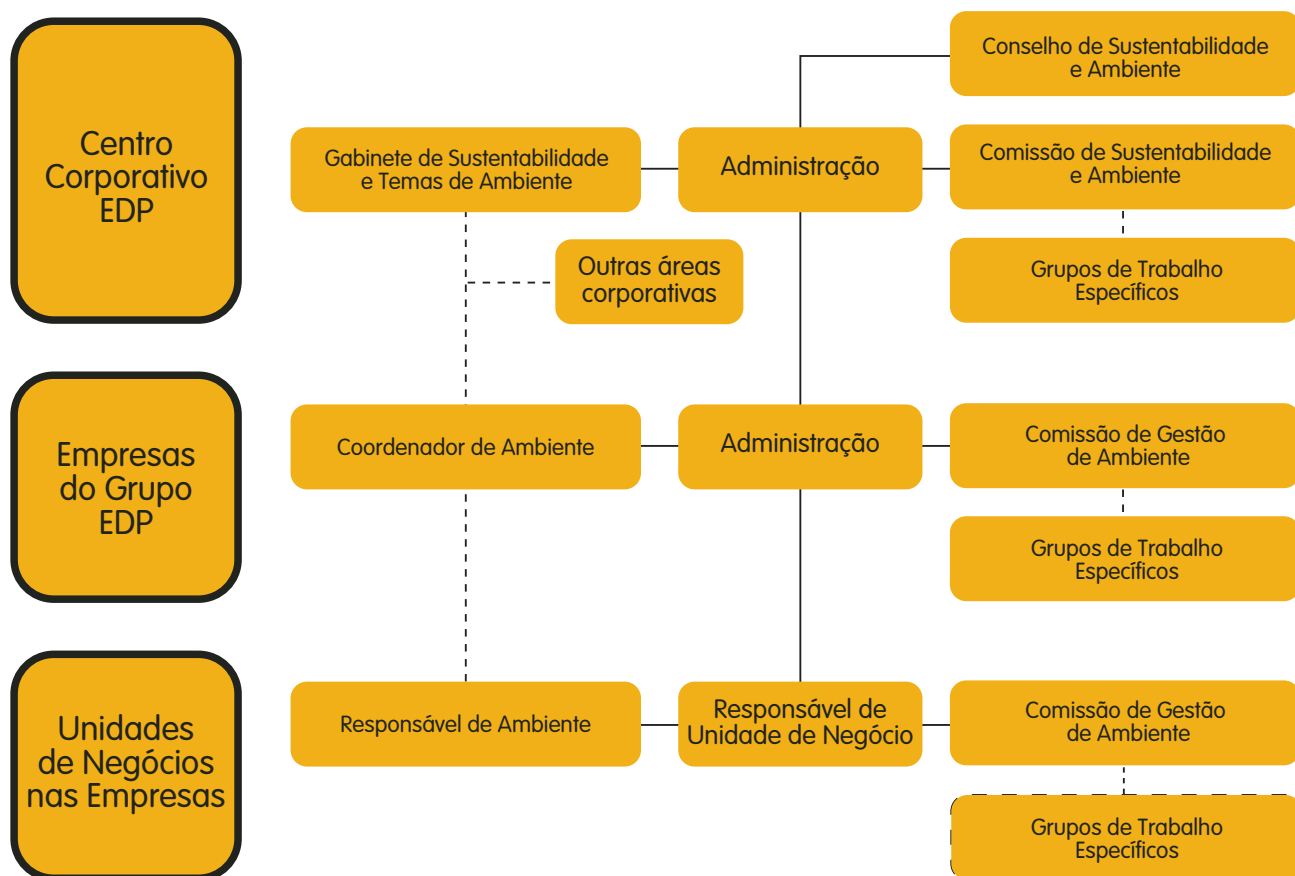 Centro
Corporativo
EDP
Gabinete de Sustentabilidade
e Temas de Ambiente
Administração
Conselho de Sustentabilidade
e Ambiente
Comissão de Sustentabilidade
e Ambiente
Outras áreas
corporativas
Grupos de Trabalho
Específicos
Empresas
do Grupo
EDP
Coordenador de Ambiente
Administração
Comissão de Gestão
de Ambiente
Grupos de Trabalho
Específicos
Unidades
de Negócios
nas Empresas
Responsável de Ambiente
Responsável de
Unidade de Negócio
Comissão de Gestão
de Ambiente
Grupos de Trabalho
Específicos